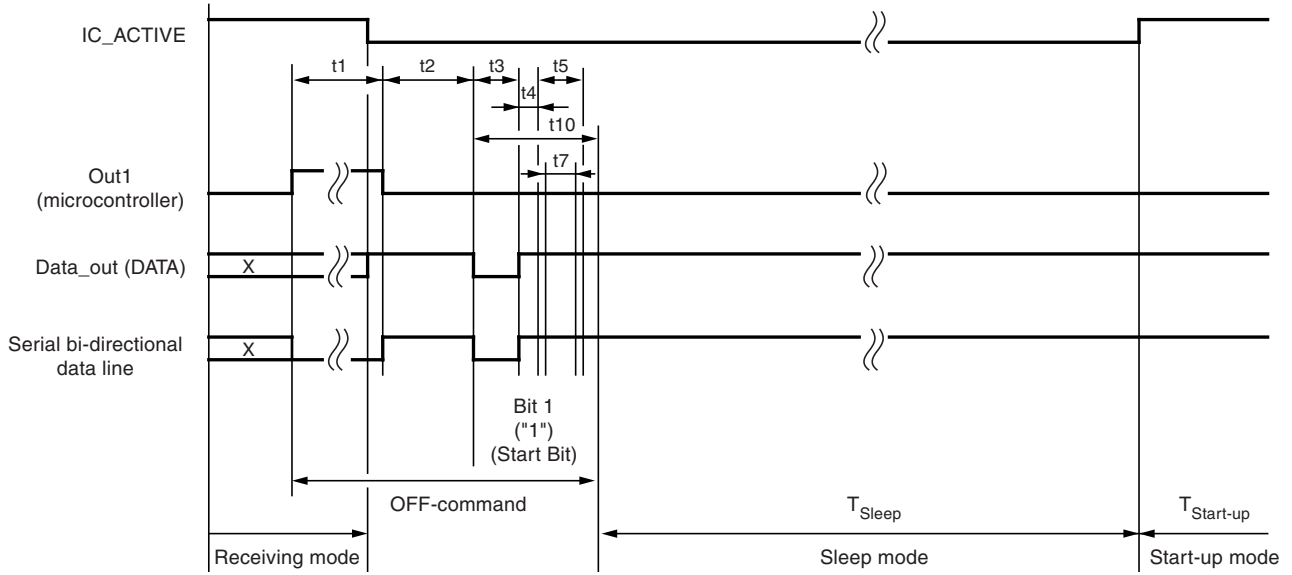 IC_ACTIVE
t1
t2
t3
t5
t4
t10
Out1
(microcontroller)
t7
Data_out (DATA)
X
Serial bi-directional
data line
X
Bit 1
("1")
(Start Bit)
OFF-command
TSleep
TStart-up
Receiving mode
Sleep mode
Start-up mode